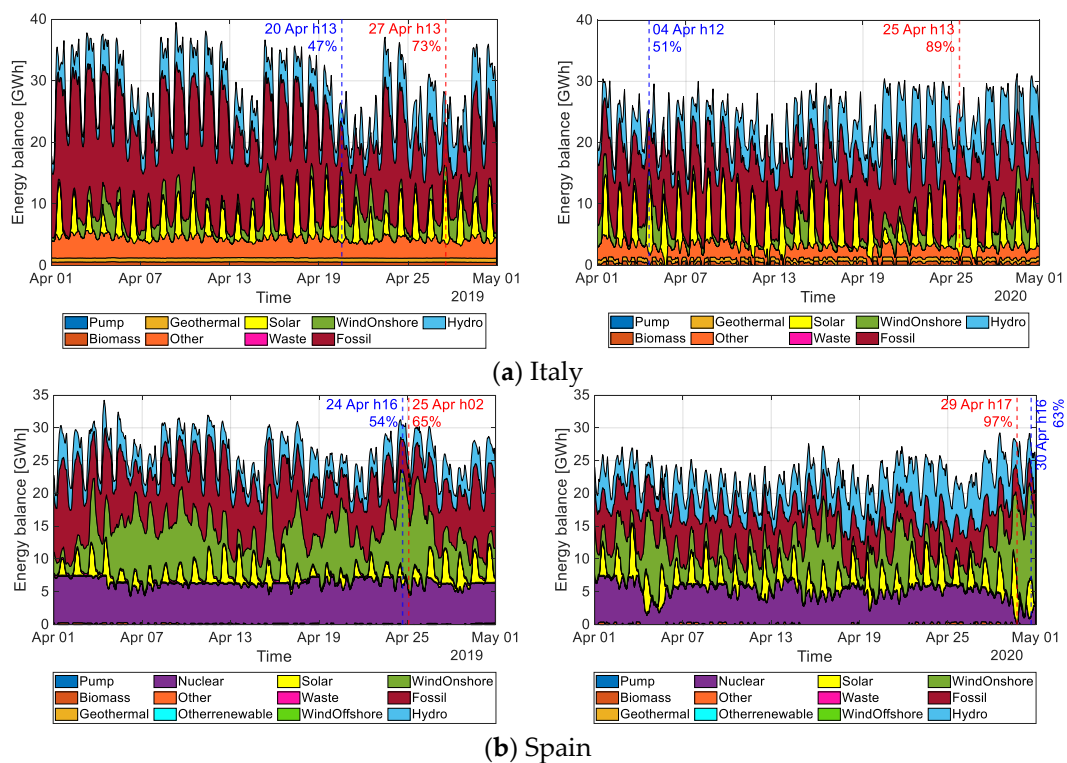 40
30
20
10
0
Energy balance [GWh]
20 Apr h13
47%
27 Apr h13
73%
Apr 01 Apr 07 Apr 13 Apr 19 Apr 25 May 01
Time 2019
Pump Geothermal Solar WindOnshore Hydro
Biomass Other Waste Fossil
40
30
20
10
0
Energy balance [GWh]
04 Apr h12
51%
25 Apr h13
89%
Apr 01 Apr 07 Apr 13 Apr 19 Apr 25 May 01
Time 2020
Pump Geothermal Solar WindOnshore Hydro
Biomass Other Waste Fossil
(a) Italy
35
30
25
20
15
10
5
0
Energy balance [GWh]
24 Apr h16
54%
25 Apr h02
65%
Apr 01 Apr 07 Apr 13 Apr 19 Apr 25 May 01
Time 2019
Pump Nuclear Solar WindOnshore
Biomass Other Waste Fossil
Geothermal Otherrenewable WindOffshore Hydro
35
30
25
20
15
10
5
0
Energy balance [GWh]
29 Apr h17
97%
30 Apr h16
63%
Apr 01 Apr 07 Apr 13 Apr 19 Apr 25 May 01
Time 2020
Pump Nuclear Solar WindOnshore
Biomass Other Waste Fossil
Geothermal Otherrenewable WindOffshore Hydro
(b) Spain